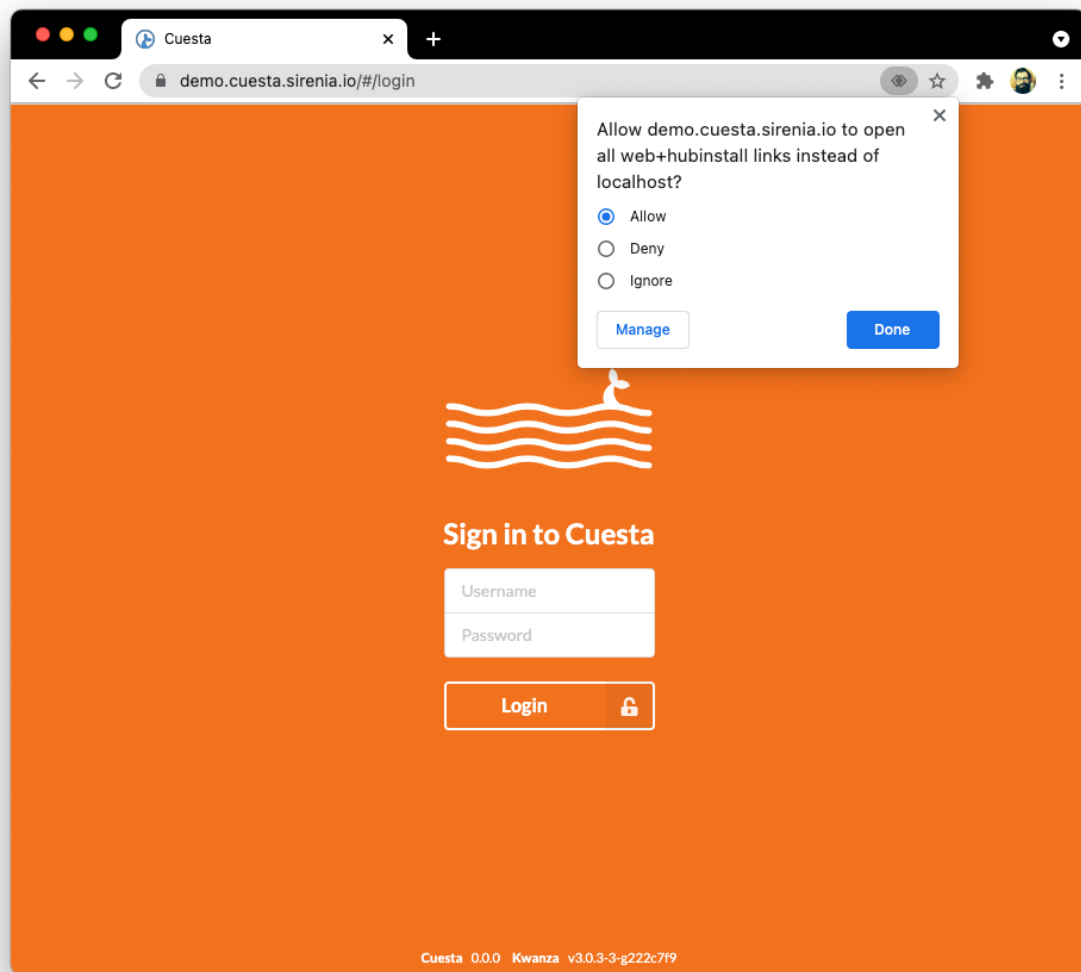 Cuesta
demo.cuesta.sirenia.io/#/login
Allow demo.cuesta.sirenia.io to open
all web+hubinstall links instead of
localhost?
Allow
Deny
Ignore
Manage Done
Sign in to Cuesta
Username
Password
Login
Cuesta 0.0.0 Kwanza v3.0.3-3-g222c7f9